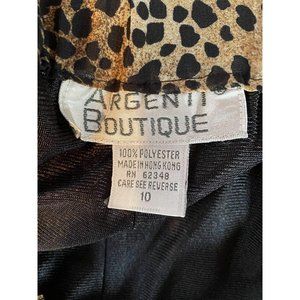 ARGENTI
BOUTIQUE
100% POLYESTER
MADE IN HONG KONG
RN 62348
CARE SEE REVERSE
10